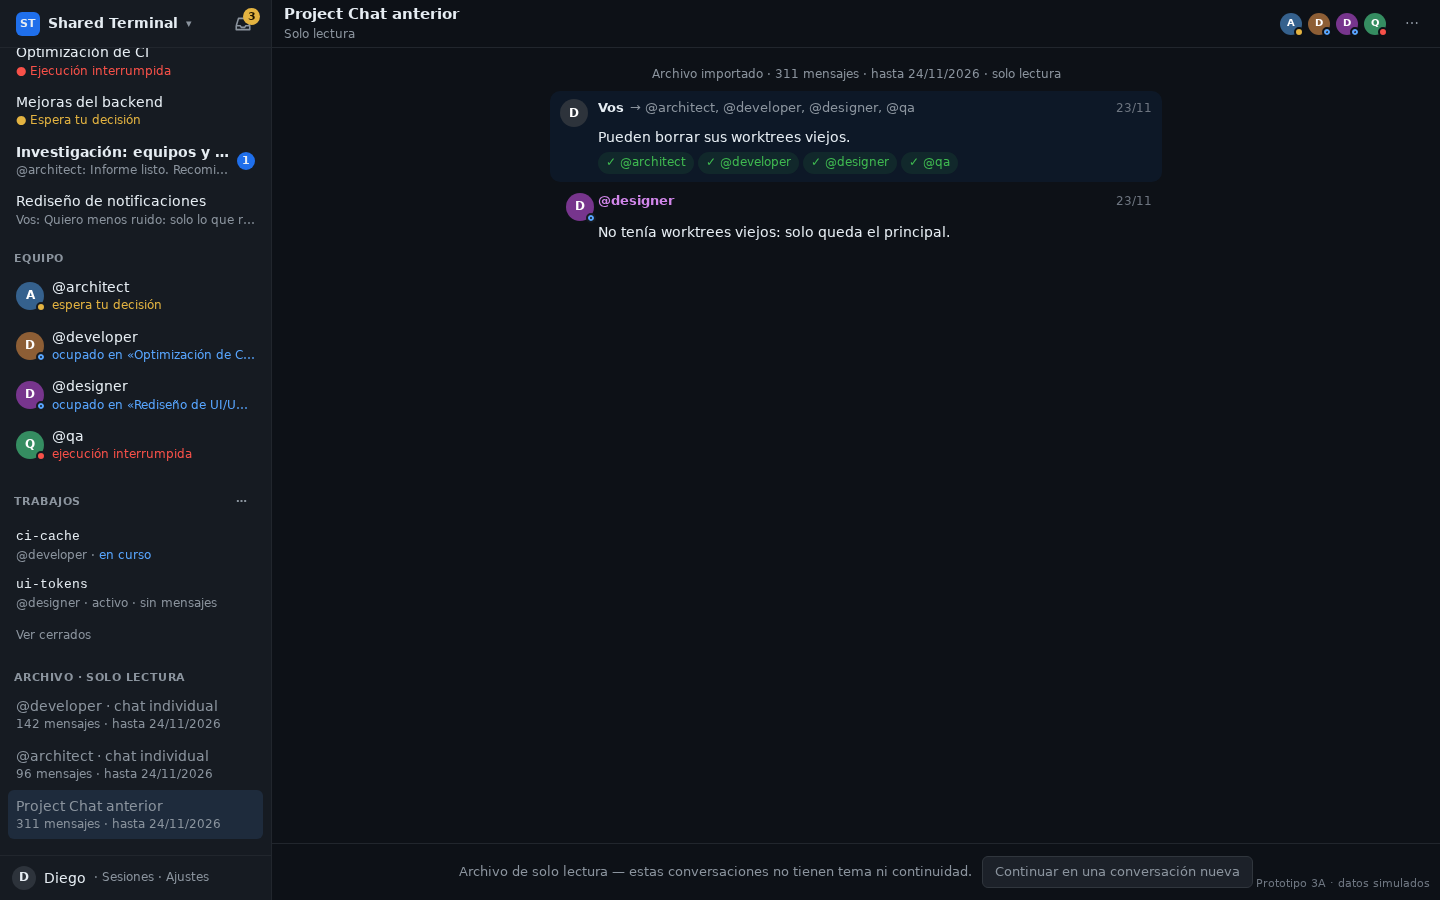 ST Shared Terminal ▾ 3
Optimización de CI
Ejecución interrumpida
Mejoras del backend
Espera tu decisión
Investigación: equipos y … 1
@architect: Informe listo. Recomi…
Rediseño de notificaciones
Vos: Quiero menos ruido: solo lo que r…
EQUIPO
A @architect
espera tu decisión
D @developer
ocupado en «Optimización de C…
D @designer
ocupado en «Rediseño de UI/U…
Q @qa
ejecución interrumpida
TRABAJOS ⋯
ci-cache
@developer · en curso
ui-tokens
@designer · activo · sin mensajes
Ver cerrados
ARCHIVO · SOLO LECTURA
@developer · chat individual
142 mensajes · hasta 24/11/2026
@architect · chat individual
96 mensajes · hasta 24/11/2026
Project Chat anterior
311 mensajes · hasta 24/11/2026
D Diego · Sesiones · Ajustes
Project Chat anterior
Solo lectura
A D D Q ⋯
Archivo importado · 311 mensajes · hasta 24/11/2026 · solo lectura
D Vos → @architect, @developer, @designer, @qa 23/11
Pueden borrar sus worktrees viejos.
✓ @architect ✓ @developer ✓ @designer ✓ @qa
D @designer 23/11
No tenía worktrees viejos: solo queda el principal.
Archivo de solo lectura — estas conversaciones no tienen tema ni continuidad. Continuar en una conversación nueva
Prototipo 3A · datos simulados